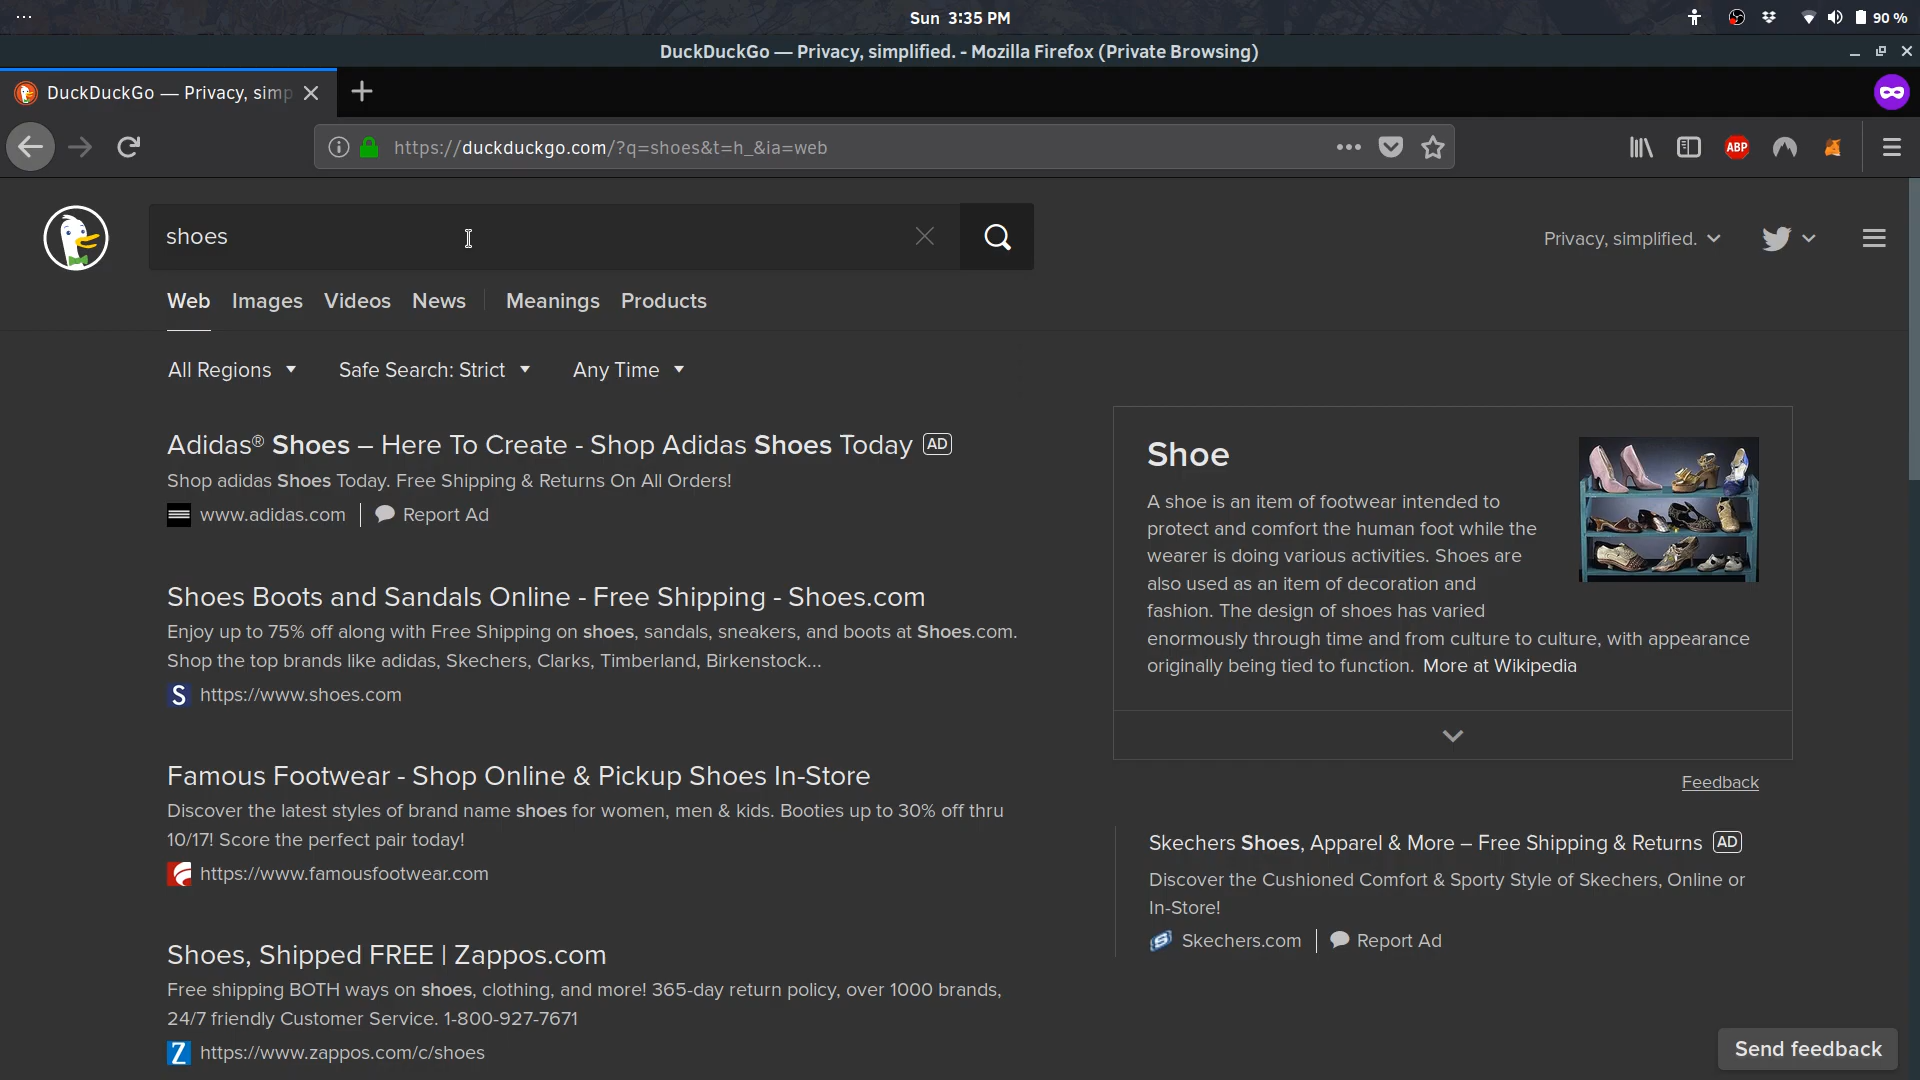 ...
Sun 3:35 PM
90 %
DuckDuckGo — Privacy, simplified. - Mozilla Firefox (Private Browsing)
DuckDuckGo — Privacy, simp
https://duckduckgo.com/?q=shoes&t=h_&ia=web
ABP
shoes
Privacy, simplified.
Web Images Videos News Meanings Products
All Regions Safe Search: Strict Any Time
Adidas® Shoes – Here To Create - Shop Adidas Shoes Today AD
Shop adidas Shoes Today. Free Shipping & Returns On All Orders!
www.adidas.com Report Ad
Shoes Boots and Sandals Online - Free Shipping - Shoes.com
Enjoy up to 75% off along with Free Shipping on shoes, sandals, sneakers, and boots at Shoes.com.
Shop the top brands like adidas, Skechers, Clarks, Timberland, Birkenstock...
S https://www.shoes.com
Famous Footwear - Shop Online & Pickup Shoes In-Store
Discover the latest styles of brand name shoes for women, men & kids. Booties up to 30% off thru
10/17! Score the perfect pair today!
https://www.famousfootwear.com
Shoes, Shipped FREE | Zappos.com
Free shipping BOTH ways on shoes, clothing, and more! 365-day return policy, over 1000 brands,
24/7 friendly Customer Service. 1-800-927-7671
Z https://www.zappos.com/c/shoes
Shoe
A shoe is an item of footwear intended to
protect and comfort the human foot while the
wearer is doing various activities. Shoes are
also used as an item of decoration and
fashion. The design of shoes has varied
enormously through time and from culture to culture, with appearance
originally being tied to function. More at Wikipedia
Feedback
Skechers Shoes, Apparel & More – Free Shipping & Returns AD
Discover the Cushioned Comfort & Sporty Style of Skechers, Online or
In-Store!
Skechers.com Report Ad
Send feedback